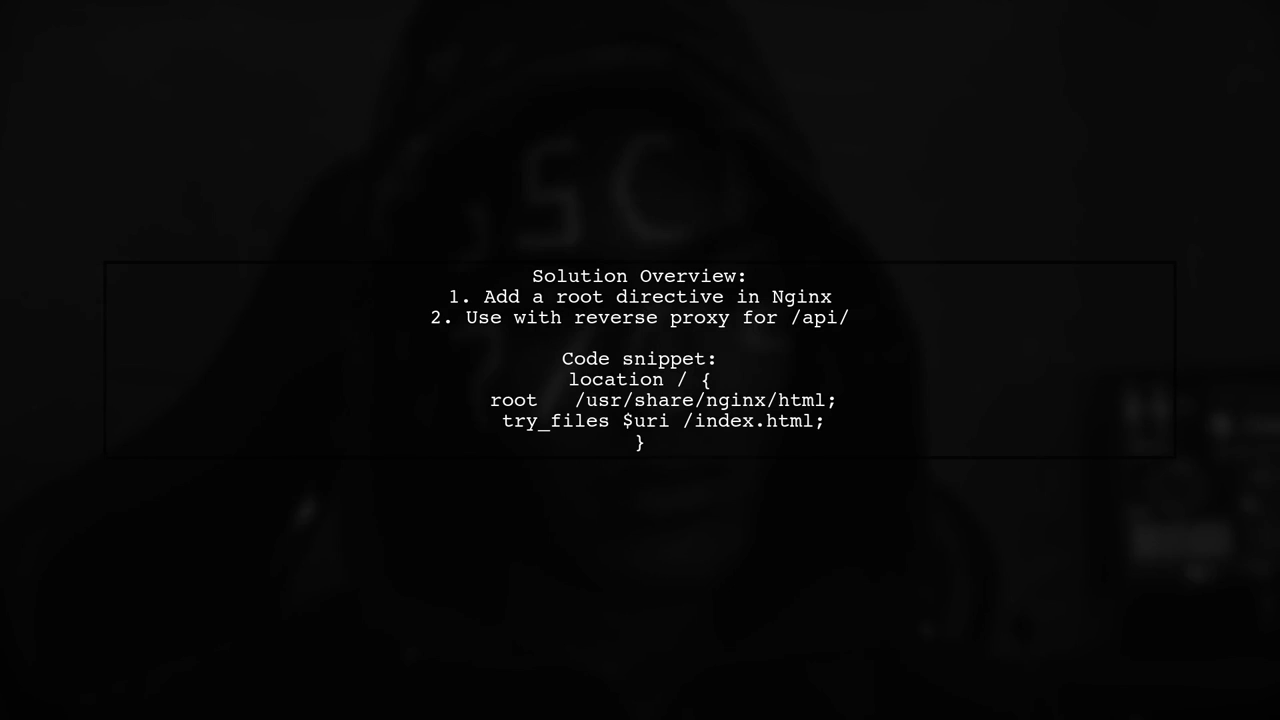 SC
Solution Overview:
1. Add a root directive in Nginx
2. Use with reverse proxy for /api/
Code snippet:
location / {
root /usr/share/nginx/html;
try_files $uri /index.html;
}